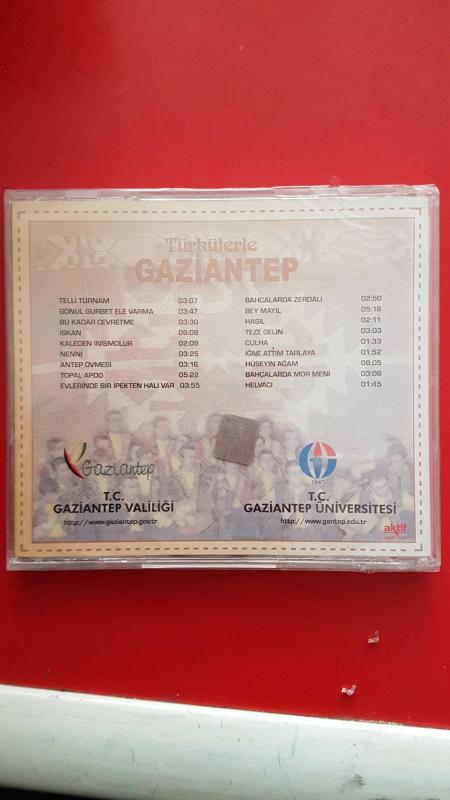 Türkülerle
GAZİANTEP
TELLI TURNAM 03:07
GÖNÜL GURBET ELE VARMA 03:47
BU KADAR CEVRETME 03:30
ISKAN 06:08
KALEDEN INISMOLUR 02:09
NENNI 03:25
ANTEP OVMESI 03:16
TOPAL APDO 05:22
EVLERINDE BIR IPEKTEN HALI VAR 03:55
BAHCALARDA ZERDALI 02:50
BEY MAYIL 05:18
HASIL 02:11
TEZE GELIN 03:03
CULHA 01:33
IĞNE ATTIM TARLAYA 01:52
HÜSEYIN AĞAM 08:05
BAHCALARDA MOR MENI 03:06
HELVACI 01:45
Gaziantep
T.C.
GAZİANTEP VALİLİĞİ
http://www.gaziantep.gov.tr
1987
T.C.
GAZİANTEP ÜNİVERSİTESİ
http://www.gantep.edu.tr
aktif